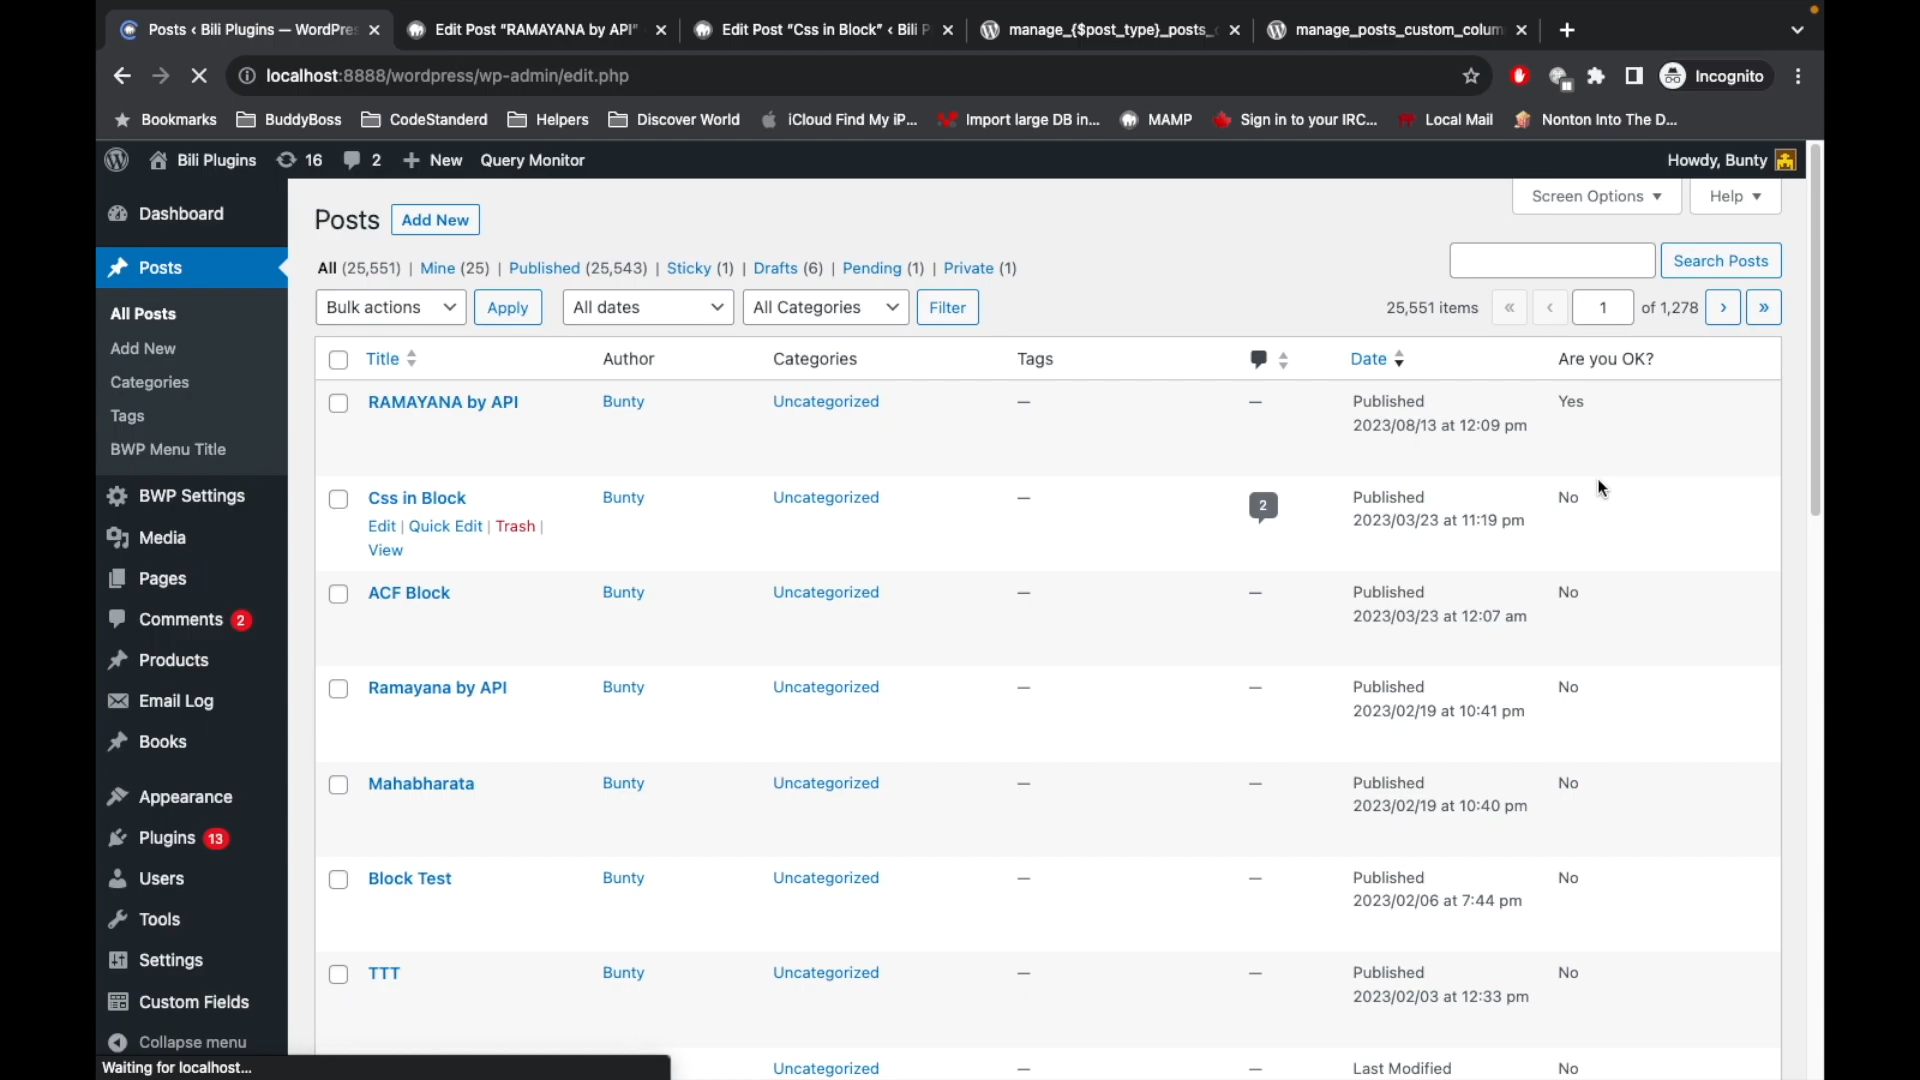 Posts ‹ Bili Plugins — WordPre
Edit Post “RAMAYANA by API”
Edit Post “Css in Block” ‹ Bili P
manage_{$post_type}_posts_
manage_posts_custom_colum
localhost:8888/wordpress/wp-admin/edit.php
Incognito
Bookmarks
BuddyBoss
CodeStanderd
Helpers
Discover World
iCloud Find My iP...
Import large DB in...
MAMP
Sign in to your IRC...
Local Mail
Nonton Into The D...
Bili Plugins
16
2
New
Query Monitor
Howdy, Bunty
Dashboard
Posts
All Posts
Add New
Categories
Tags
BWP Menu Title
BWP Settings
Media
Pages
Comments 2
Products
Email Log
Books
Appearance
Plugins 13
Users
Tools
Settings
Custom Fields
Collapse menu
Waiting for localhost...
Screen Options
Help
Posts
Add New
All (25,551) | Mine (25) | Published (25,543) | Sticky (1) | Drafts (6) | Pending (1) | Private (1)
Search Posts
Bulk actions
Apply
All dates
All Categories
Filter
25,551 items « ‹ 1 of 1,278 › »
Title Author Categories Tags Date Are you OK?
RAMAYANA by API Bunty Uncategorized — — Published Yes
2023/08/13 at 12:09 pm
Css in Block Bunty Uncategorized — 2 Published No
2023/03/23 at 11:19 pm
Edit | Quick Edit | Trash |
View
ACF Block Bunty Uncategorized — — Published No
2023/03/23 at 12:07 am
Ramayana by API Bunty Uncategorized — — Published No
2023/02/19 at 10:41 pm
Mahabharata Bunty Uncategorized — — Published No
2023/02/19 at 10:40 pm
Block Test Bunty Uncategorized — — Published No
2023/02/06 at 7:44 pm
TTT Bunty Uncategorized — — Published No
2023/02/03 at 12:33 pm
Uncategorized — — Last Modified No